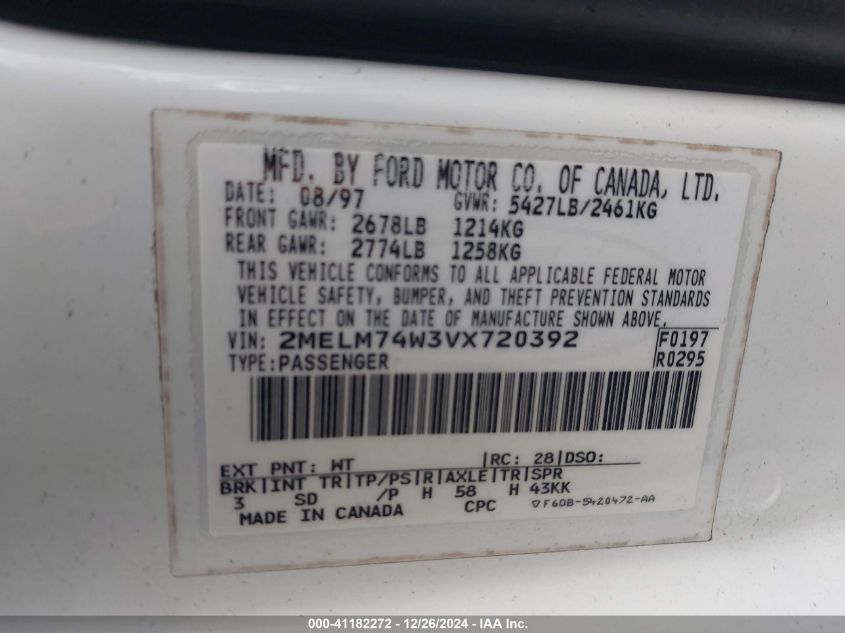 MFD. BY FORD MOTOR CO. OF CANADA, LTD.
DATE: 08/97 GVWR: 5427LB/2461KG
FRONT GAWR: 2678LB 1214KG
REAR GAWR: 2774LB 1258KG
THIS VEHICLE CONFORMS TO ALL APPLICABLE FEDERAL MOTOR
VEHICLE SAFETY, BUMPER, AND THEFT PREVENTION STANDARDS
IN EFFECT ON THE DATE OF MANUFACTURE SHOWN ABOVE.
VIN: 2MELM74W3VX720392 F0197
TYPE:PASSENGER R0295
EXT PNT: WT |RC: 28|DSO:
BRK|INT TR|TP/PS|R|AXLE|TR|SPR
3 SD /P H 58 H 43KK
MADE IN CANADA CPC ▽F6DB-5420472-AA
000-41182272 - 12/26/2024 - IAA Inc.